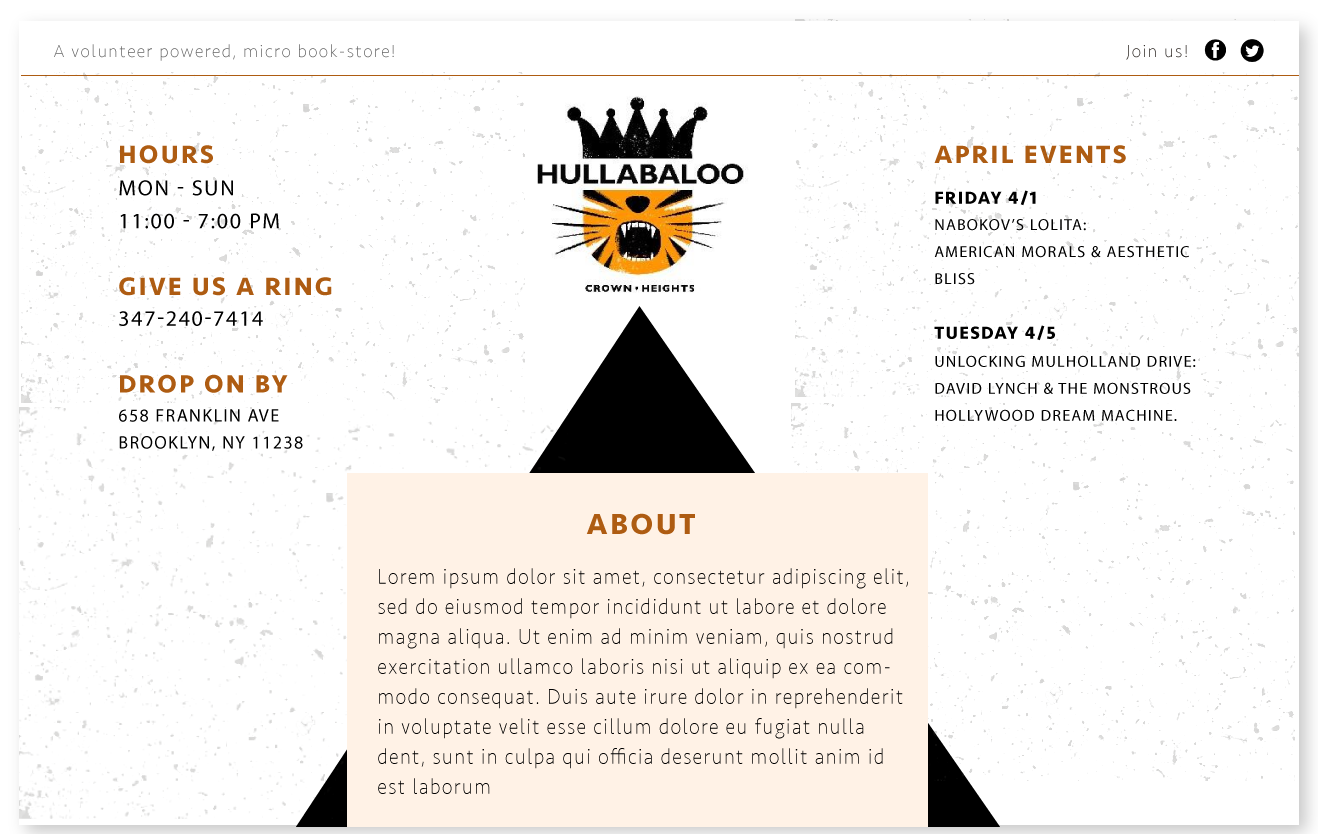 A volunteer powered, micro book-store!
Join us!
HOURS
MON - SUN
11:00 - 7:00 PM
GIVE US A RING
347-240-7414
DROP ON BY
658 FRANKLIN AVE
BROOKLYN, NY 11238
HULLABALOO
CROWN • HEIGHTS
APRIL EVENTS
FRIDAY 4/1
NABOKOV'S LOLITA:
AMERICAN MORALS & AESTHETIC
BLISS
TUESDAY 4/5
UNLOCKING MULHOLLAND DRIVE:
DAVID LYNCH & THE MONSTROUS
HOLLYWOOD DREAM MACHINE.
ABOUT
Lorem ipsum dolor sit amet, consectetur adipiscing elit,
sed do eiusmod tempor incididunt ut labore et dolore
magna aliqua. Ut enim ad minim veniam, quis nostrud
exercitation ullamco laboris nisi ut aliquip ex ea com-
modo consequat. Duis aute irure dolor in reprehenderit
in voluptate velit esse cillum dolore eu fugiat nulla
dent, sunt in culpa qui officia deserunt mollit anim id
est laborum